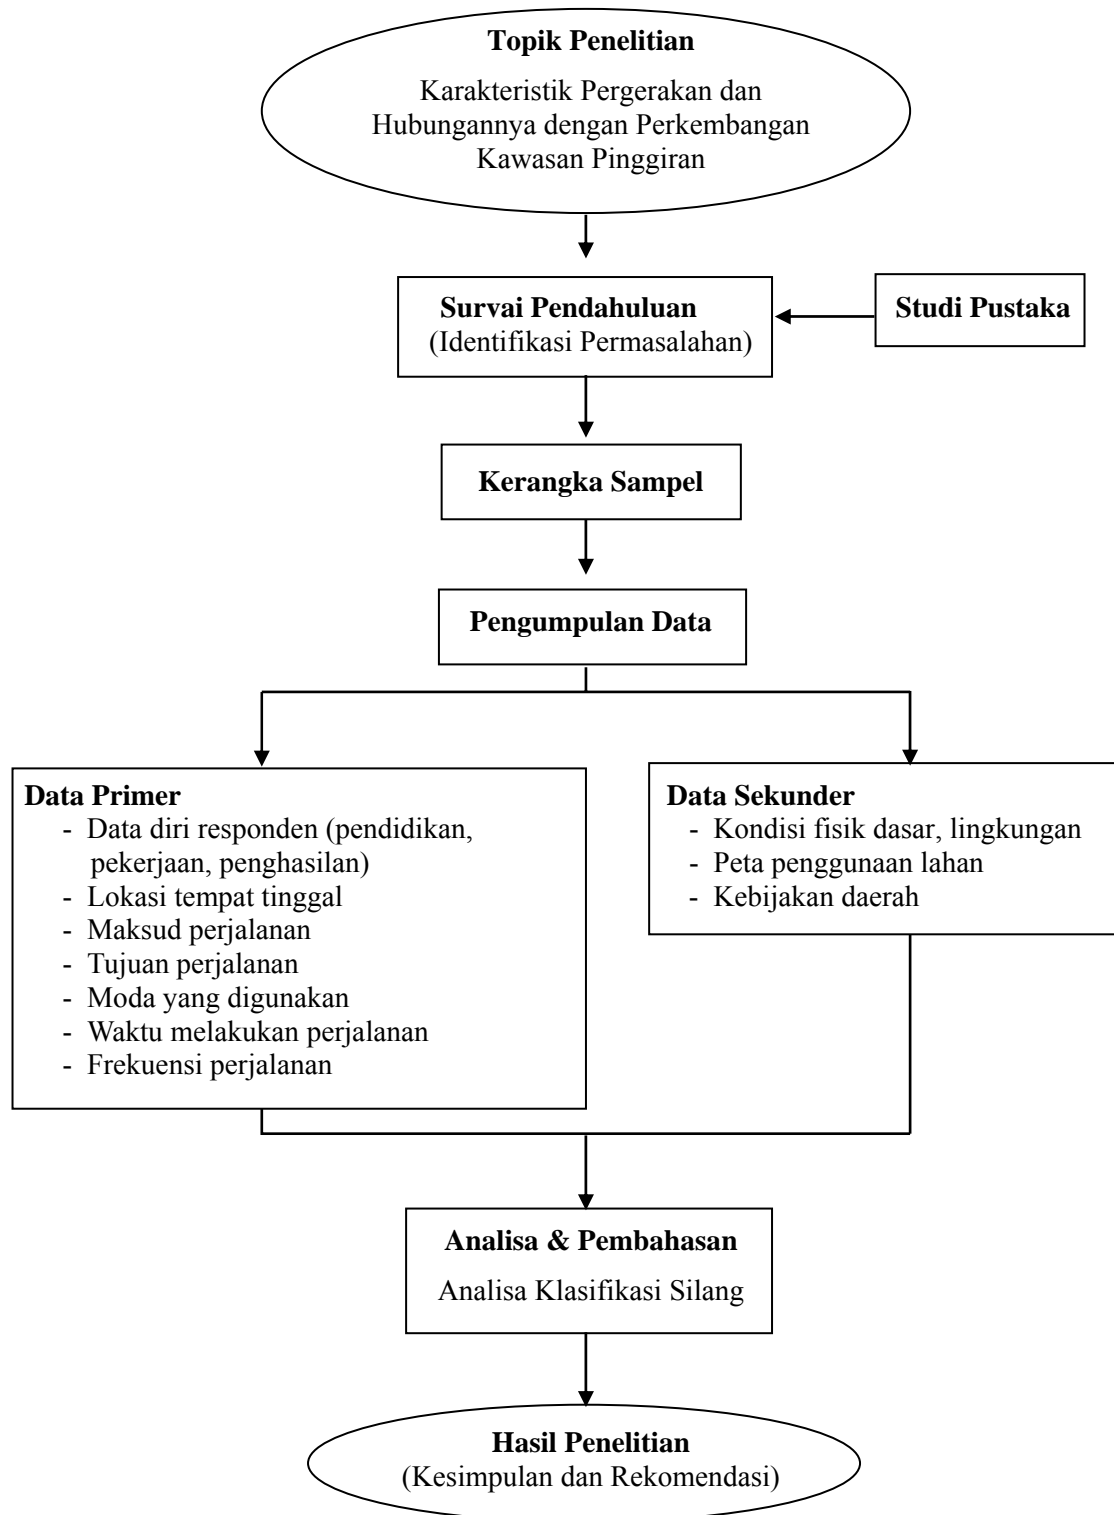 Topik Penelitian
Karakteristik Pergerakan dan
Hubungannya dengan Perkembangan
Kawasan Pinggiran
Survai Pendahuluan
(Identifikasi Permasalahan)
Studi Pustaka
Kerangka Sampel
Pengumpulan Data
Data Primer
- Data diri responden (pendidikan,
pekerjaan, penghasilan)
- Lokasi tempat tinggal
- Maksud perjalanan
- Tujuan perjalanan
- Moda yang digunakan
- Waktu melakukan perjalanan
- Frekuensi perjalanan
Data Sekunder
- Kondisi fisik dasar, lingkungan
- Peta penggunaan lahan
- Kebijakan daerah
Analisa & Pembahasan
Analisa Klasifikasi Silang
Hasil Penelitian
(Kesimpulan dan Rekomendasi)